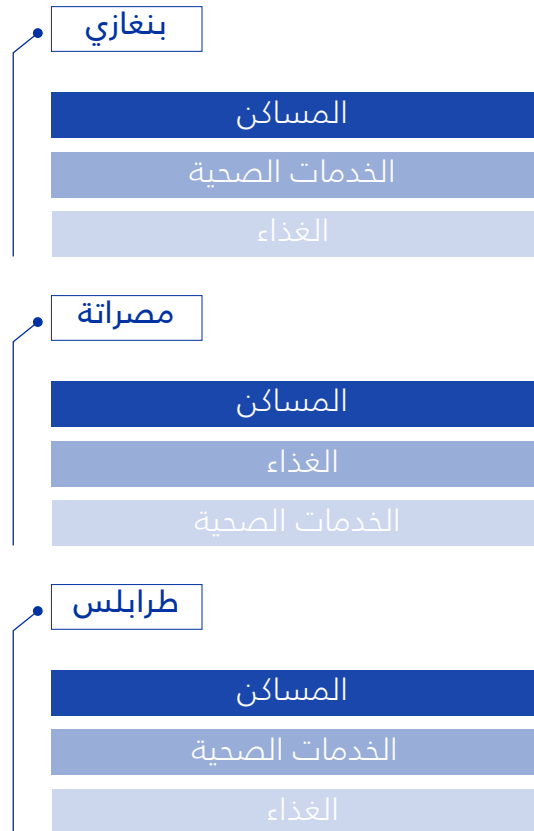 بنغازي
المساكن
الخدمات الصحية
الغذاء
مصراتة
المساكن
الغذاء
الخدمات الصحية
طرابلس
المساكن
الخدمات الصحية
الغذاء